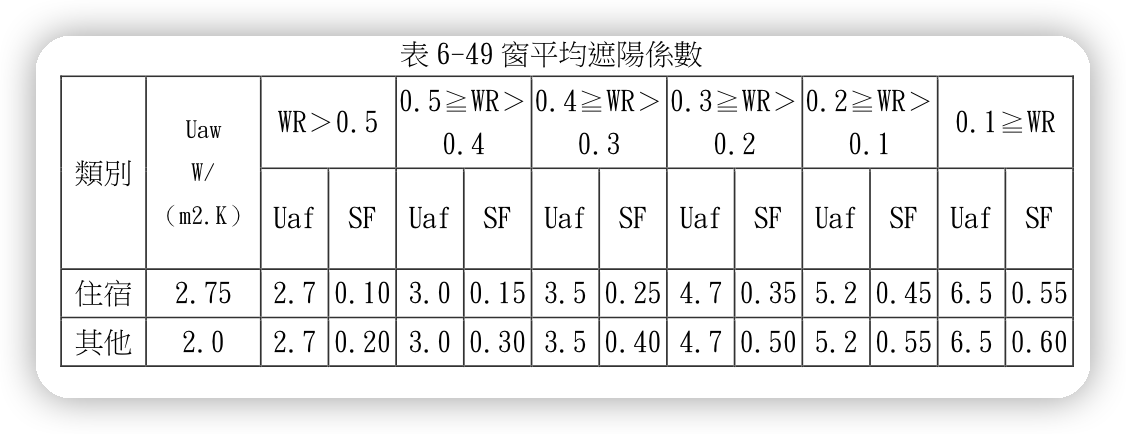 表 6-49 窗平均遮陽係數
類別 Uaw W/ (m2.K) WR＞0.5 0.5≧WR＞0.4 0.4≧WR＞0.3 0.3≧WR＞0.2 0.2≧WR＞0.1 0.1≧WR
Uaf SF Uaf SF Uaf SF Uaf SF Uaf SF Uaf SF
住宿 2.75 2.7 0.10 3.0 0.15 3.5 0.25 4.7 0.35 5.2 0.45 6.5 0.55
其他 2.0 2.7 0.20 3.0 0.30 3.5 0.40 4.7 0.50 5.2 0.55 6.5 0.60